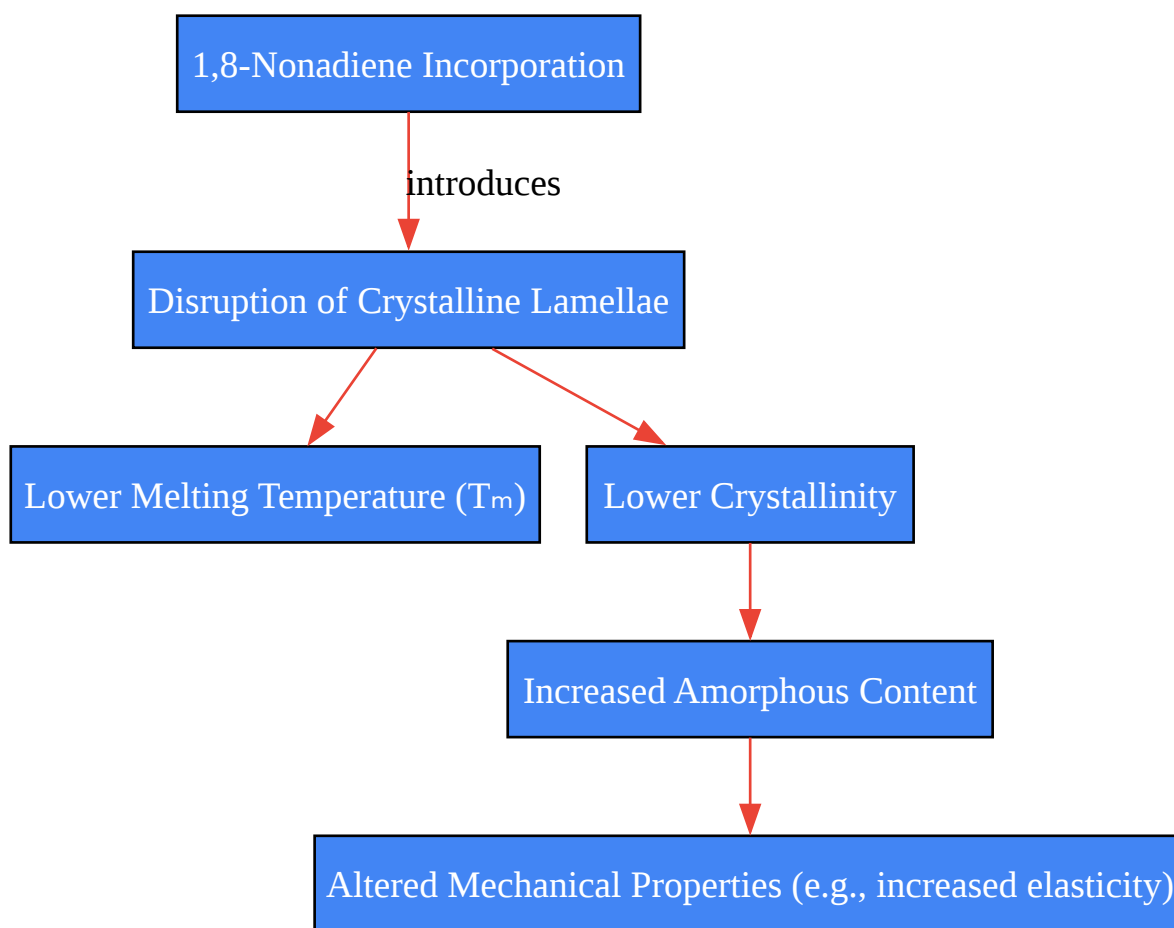 1,8-Nonadiene Incorporation
introduces
Disruption of Crystalline Lamellae
Lower Melting Temperature (Tₘ)
Lower Crystallinity
Increased Amorphous Content
Altered Mechanical Properties (e.g., increased elasticity)